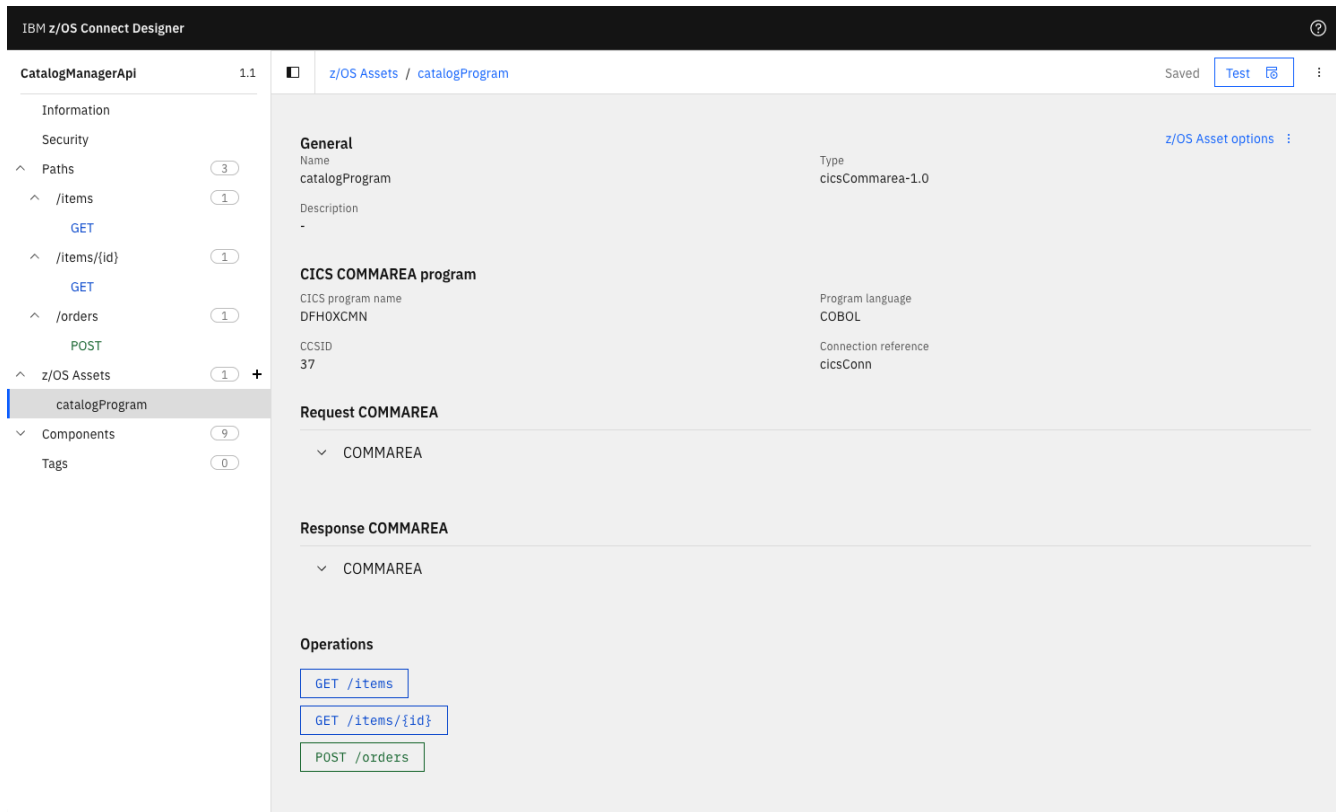 IBM z/OS Connect Designer
CatalogManagerApi 1.1
Information
Security
Paths 3
/items 1
GET
/items/{id} 1
GET
/orders 1
POST
z/OS Assets 1 +
catalogProgram
Components 9
Tags 0
z/OS Assets / catalogProgram
Saved
Test
General
z/OS Asset options
Name
catalogProgram
Type
cicsCommarea-1.0
Description
-
CICS COMMAREA program
CICS program name
DFH0XCMN
Program language
COBOL
CCSID
37
Connection reference
cicsConn
Request COMMAREA
COMMAREA
Response COMMAREA
COMMAREA
Operations
GET /items
GET /items/{id}
POST /orders